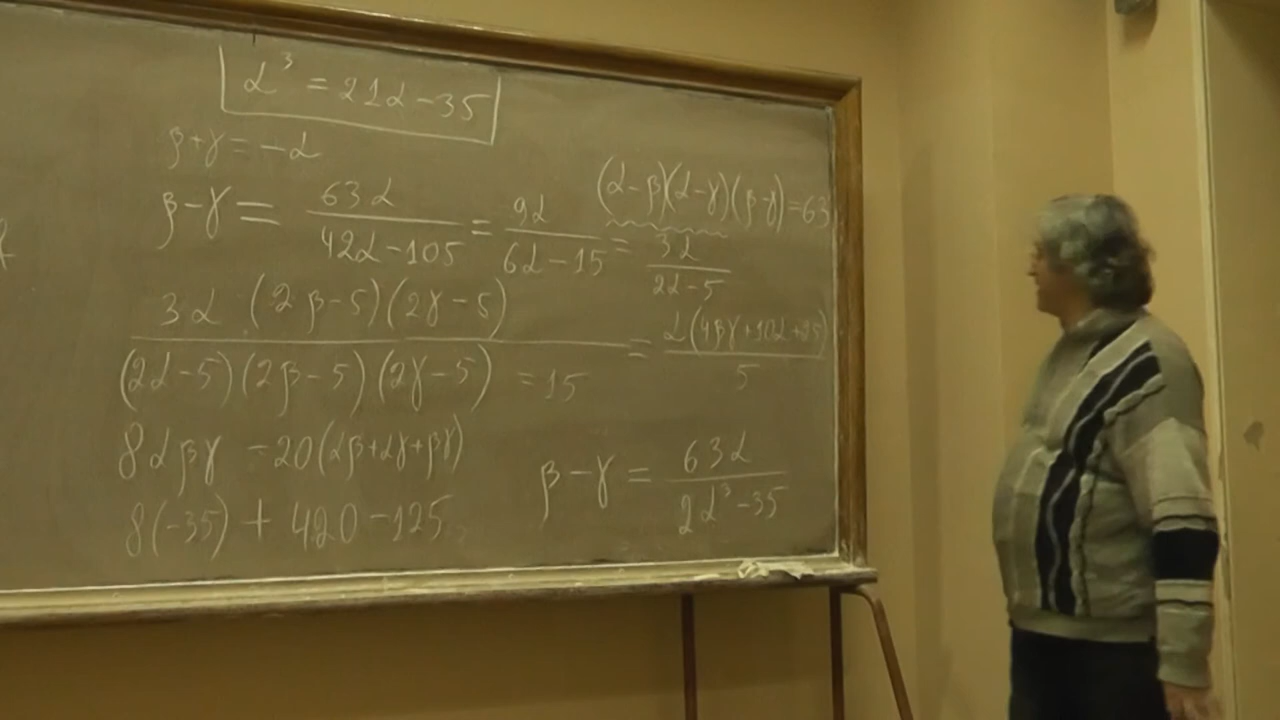 α³ = 21α − 35
β+γ = −α
(α−β)(α−γ)(β−γ) = 63
β−γ = 63α / (42α−105) = 9α / (6α−15) = 3α / (2α−5)
3α (2β−5)(2γ−5) / (2α−5)(2β−5)(2γ−5) = α(4βγ+10α+25) / 5
= 15
8αβγ −20(αβ+αγ+βγ)
8(−35) + 420 −125
β−γ = 63α / (2α³−35)